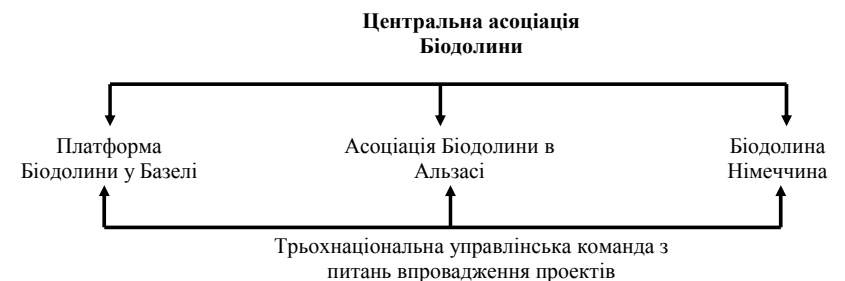 Центральна асоціація
Біодолини
Платформа
Біодолини у Базелі
Асоціація Біодолини в
Альзасі
Біодолина
Німеччина
Трьохнаціональна управлінська команда з
питань впровадження проектів